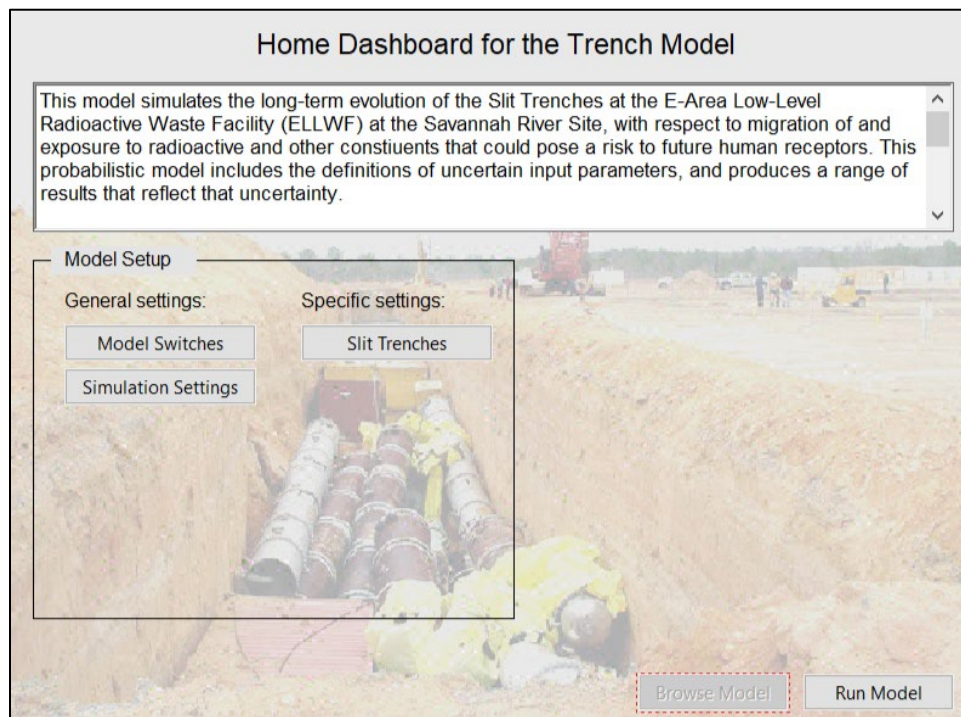 Home Dashboard for the Trench Model
This model simulates the long-term evolution of the Slit Trenches at the E-Area Low-Level
Radioactive Waste Facility (ELLWF) at the Savannah River Site, with respect to migration of and
exposure to radioactive and other constiuents that could pose a risk to future human receptors. This
probabilistic model includes the definitions of uncertain input parameters, and produces a range of
results that reflect that uncertainty.
Model Setup
General settings:
Specific settings:
Model Switches
Slit Trenches
Simulation Settings
Browse Model
Run Model